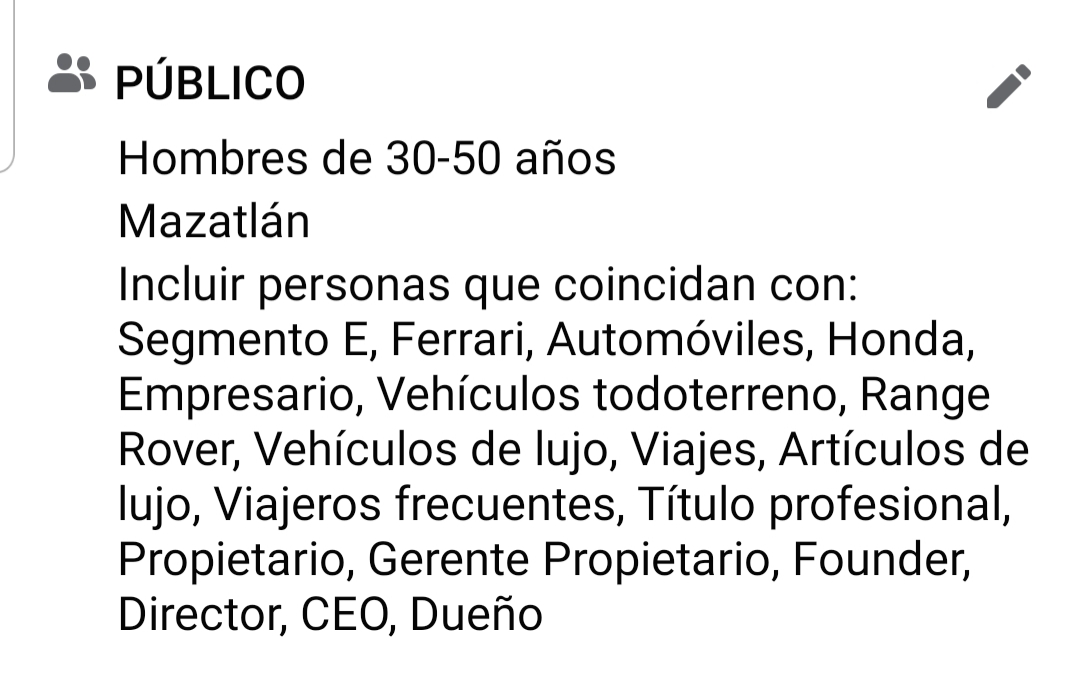 PÚBLICO
Hombres de 30-50 años
Mazatlán
Incluir personas que coincidan con:
Segmento E, Ferrari, Automóviles, Honda,
Empresario, Vehículos todoterreno, Range
Rover, Vehículos de lujo, Viajes, Artículos de
lujo, Viajeros frecuentes, Título profesional,
Propietario, Gerente Propietario, Founder,
Director, CEO, Dueño